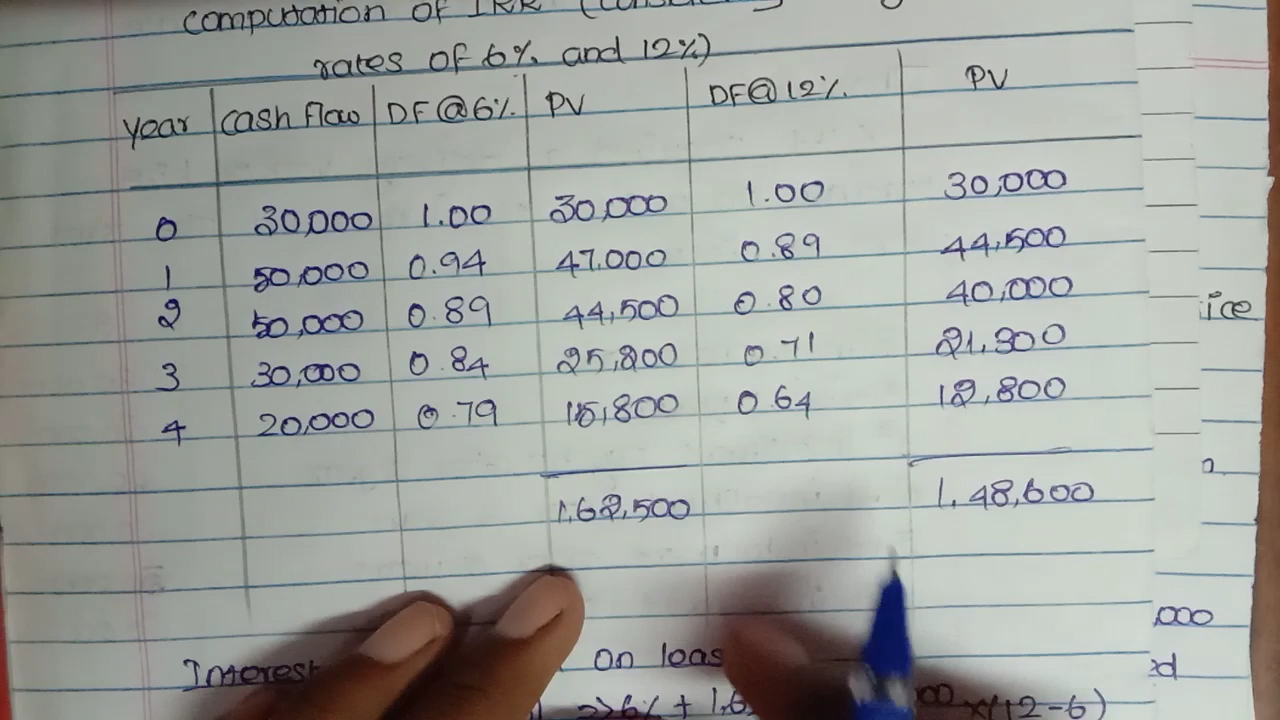 computation of IRR
rates of 6% and 12%)
Year cash flow DF@6% PV DF@12% PV
0 30,000 1.00 30,000 1.00 30,000
1 50,000 0.94 47.000 0.89 44,500
2 50,000 0.89 44,500 0.80 40,000
3 30,000 0.84 25,200 0.71 21,300
4 20,000 0.79 15,800 0.64 12,800
1,62,500 1,48,600
ice
000
Interest on leas
=>6% + 1,6 00 x(12-6)